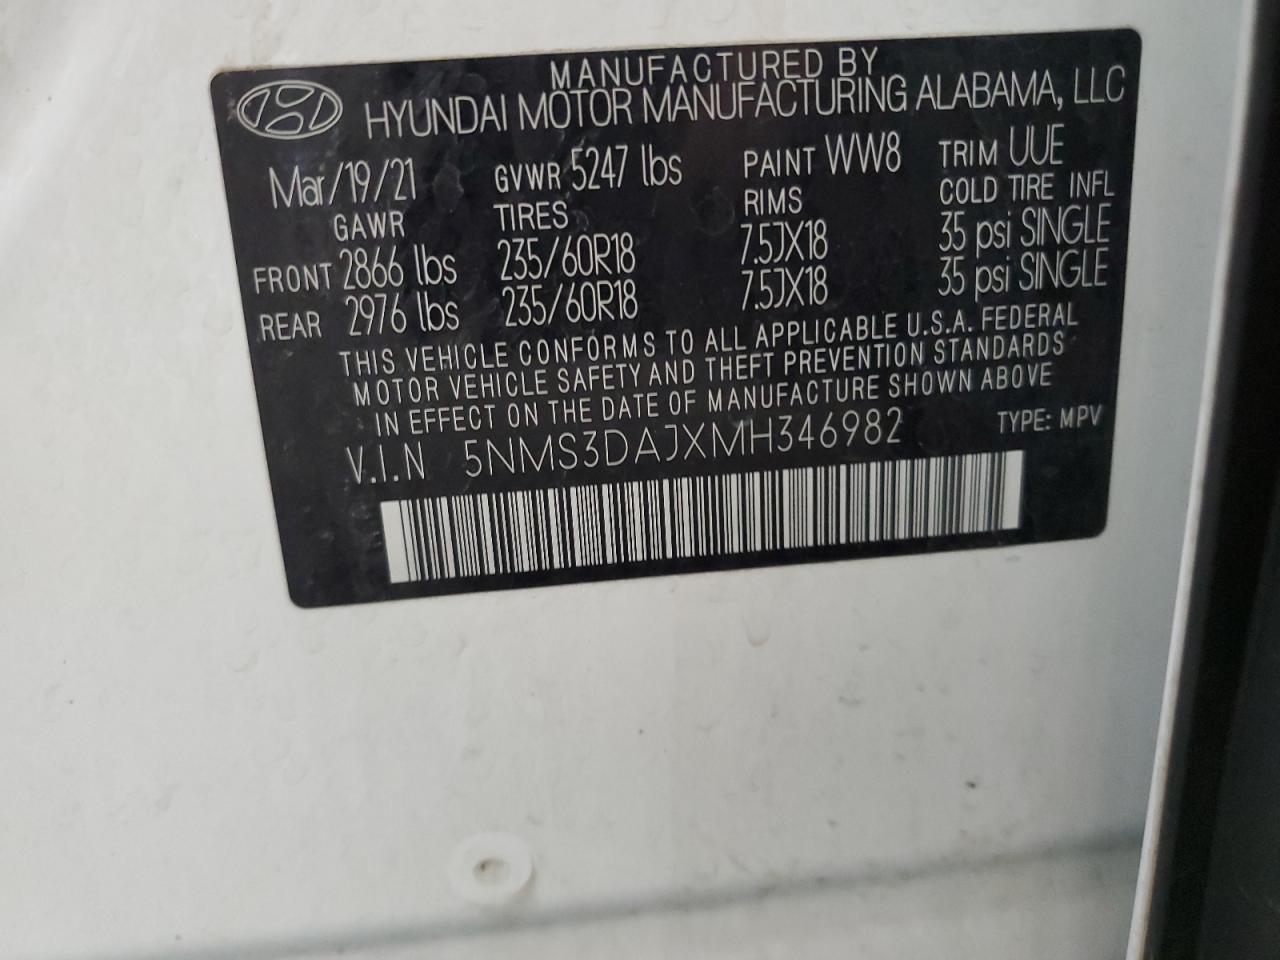 MANUFACTURED BY
HYUNDAI MOTOR MANUFACTURING ALABAMA, LLC
Mar/19/21 GVWR 5247 lbs PAINT WW8 TRIM UUE
GAWR TIRES RIMS COLD TIRE INFL
FRONT 2866 lbs 235/60R18 7.5JX18 35 psi SINGLE
REAR 2976 lbs 235/60R18 7.5JX18 35 psi SINGLE
THIS VEHICLE CONFORMS TO ALL APPLICABLE U.S.A. FEDERAL
MOTOR VEHICLE SAFETY AND THEFT PREVENTION STANDARDS
IN EFFECT ON THE DATE OF MANUFACTURE SHOWN ABOVE
V.I.N 5NMS3DAJXMH346982 TYPE: MPV